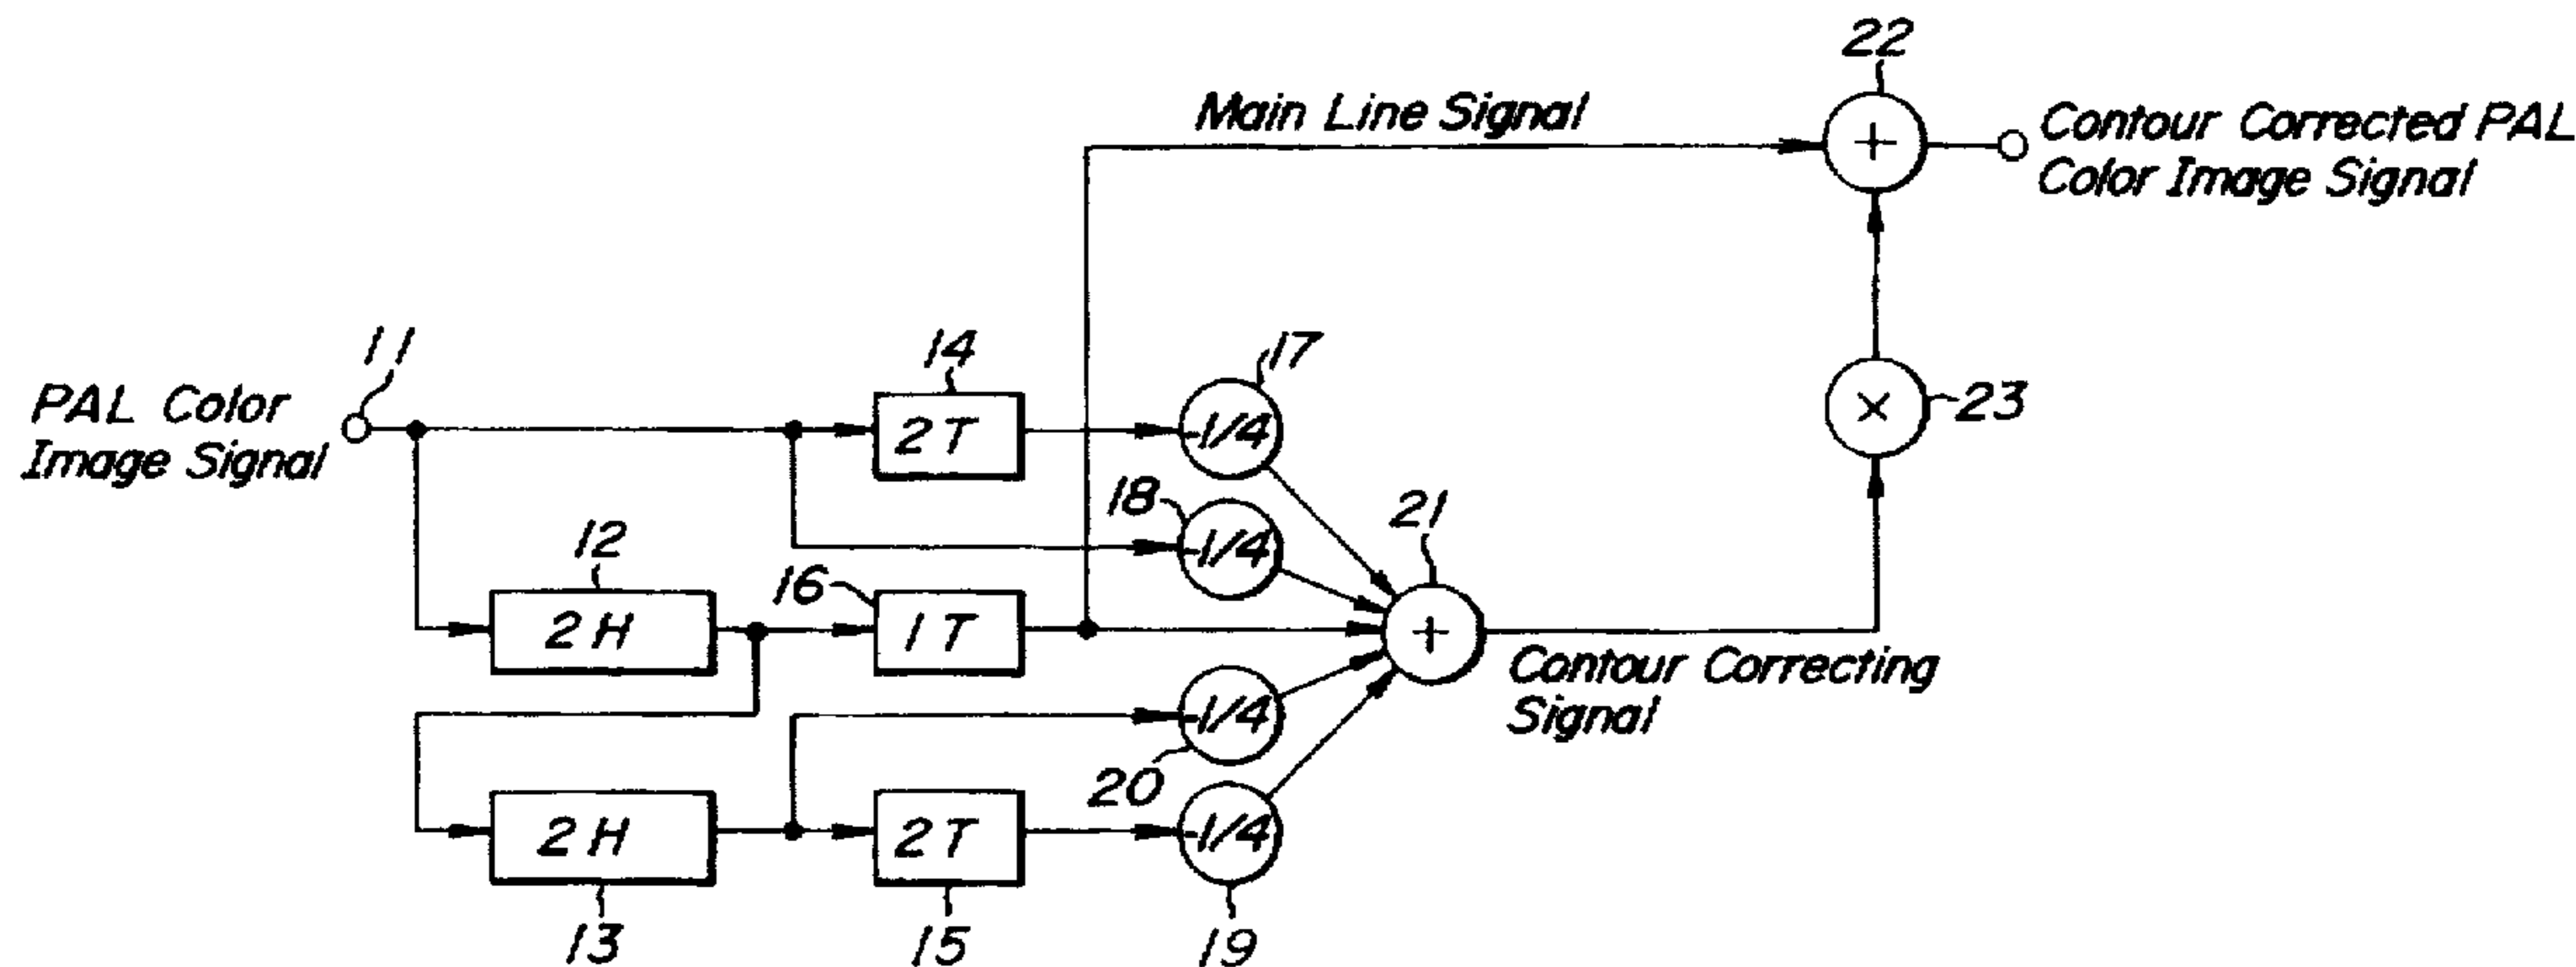 22
Main Line Signal
+
Contour Corrected PAL
Color Image Signal
11
PAL Color
Image Signal
14
2T
17
-1/4
×
23
18
-1/4
12
2H
16
1T
21
+
Contour Correcting
Signal
-1/4
20
2H
13
2T
15
-1/4
19